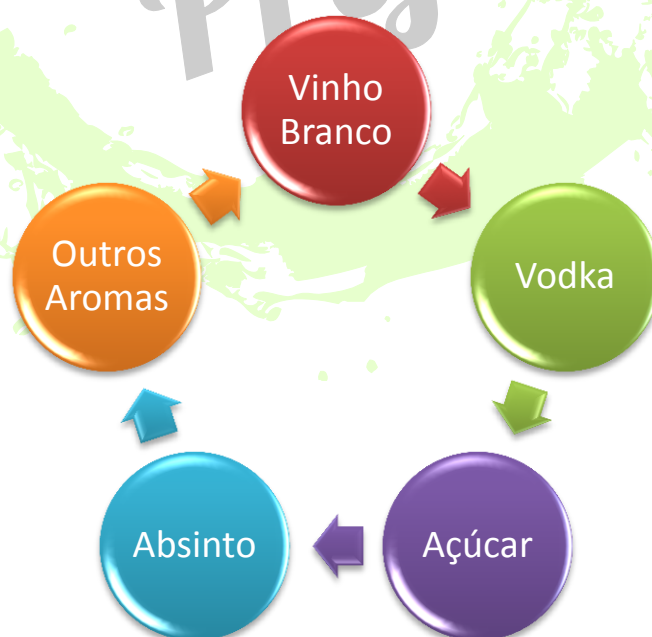 Vinho
Branco
Vodka
Açúcar
Absinto
Outros
Aromas